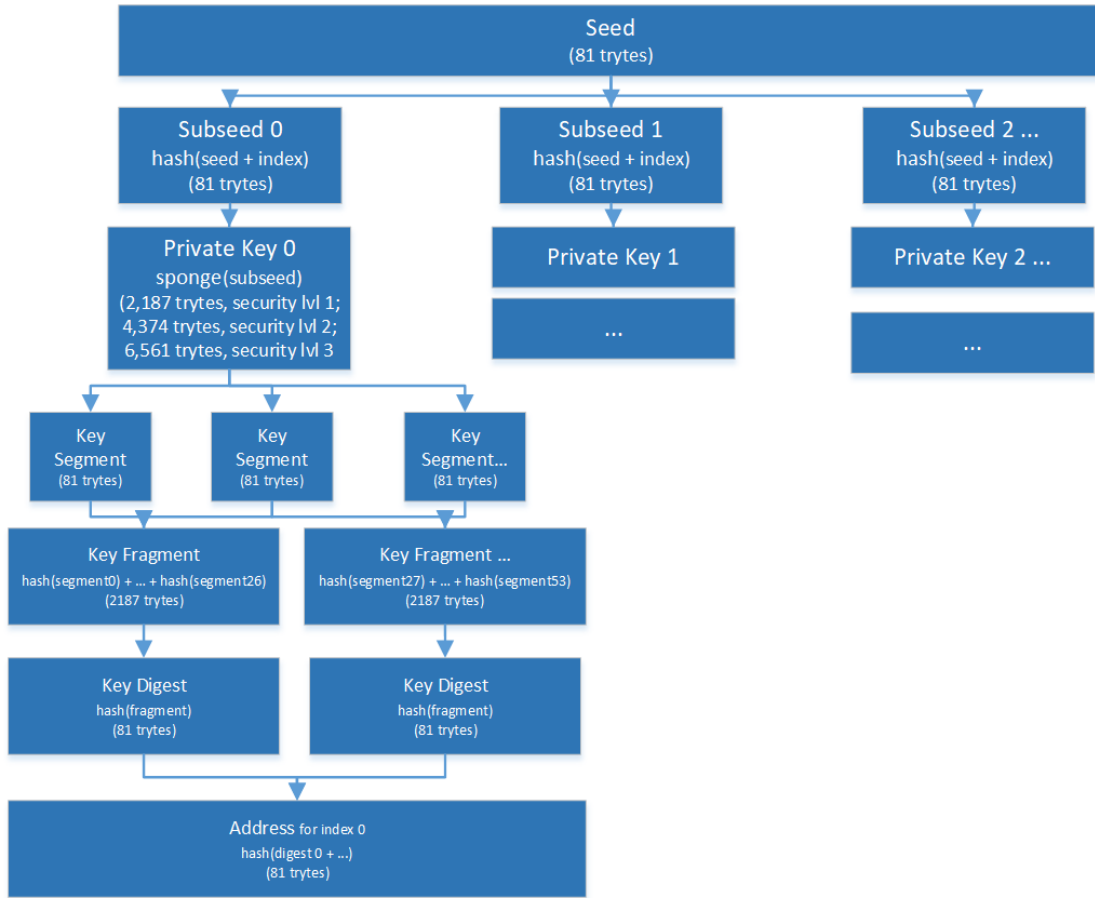 Seed
(81 trytes)
Subseed 0
hash(seed + index)
(81 trytes)
Subseed 1
hash(seed + index)
(81 trytes)
Subseed 2 ...
hash(seed + index)
(81 trytes)
Private Key 0
sponge(subseed)
(2,187 trytes, security lvl 1;
4,374 trytes, security lvl 2;
6,561 trytes, security lvl 3
Private Key 1
Private Key 2 ...
...
...
Key
Segment
(81 trytes)
Key
Segment
(81 trytes)
Key
Segment...
(81 trytes)
Key Fragment
hash(segment0) + ... + hash(segment26)
(2187 trytes)
Key Fragment ...
hash(segment27) + ... + hash(segment53)
(2187 trytes)
Key Digest
hash(fragment)
(81 trytes)
Key Digest
hash(fragment)
(81 trytes)
Address for index 0
hash(digest 0 + ...)
(81 trytes)